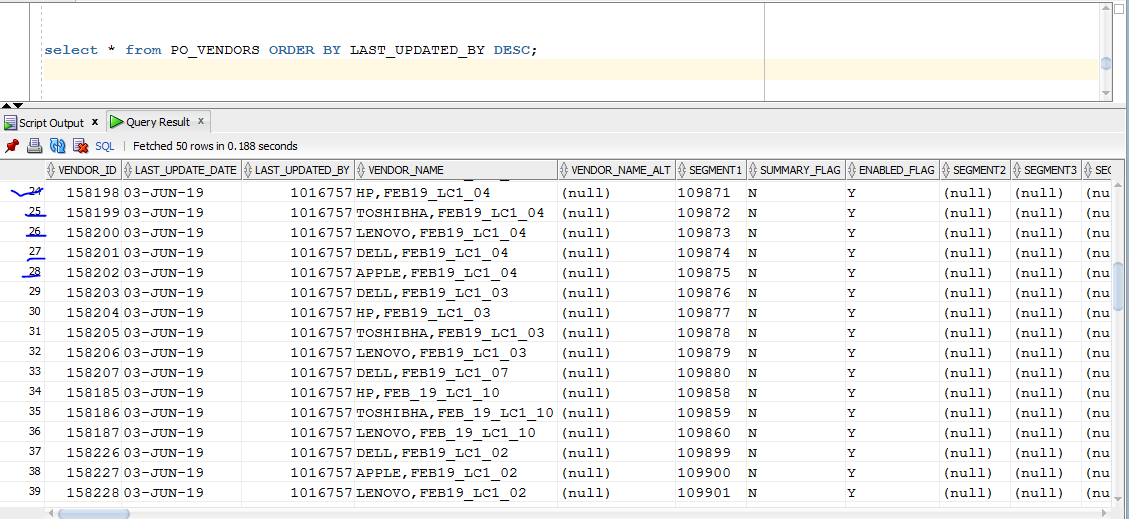 select * from PO_VENDORS ORDER BY LAST_UPDATED_BY DESC;
Script Output x Query Result x
SQL | Fetched 50 rows in 0.188 seconds
VENDOR_ID LAST_UPDATE_DATE LAST_UPDATED_BY VENDOR_NAME VENDOR_NAME_ALT SEGMENT1 SUMMARY_FLAG ENABLED_FLAG SEGMENT2 SEGMENT3 SEG
24 158198 03-JUN-19 1016757 HP,FEB19_LC1_04 (null) 109871 N Y (null) (null) (nu
25 158199 03-JUN-19 1016757 TOSHIBHA,FEB19_LC1_04 (null) 109872 N Y (null) (null) (nu
26 158200 03-JUN-19 1016757 LENOVO,FEB19_LC1_04 (null) 109873 N Y (null) (null) (nu
27 158201 03-JUN-19 1016757 DELL,FEB19_LC1_04 (null) 109874 N Y (null) (null) (nu
28 158202 03-JUN-19 1016757 APPLE,FEB19_LC1_04 (null) 109875 N Y (null) (null) (nu
29 158203 03-JUN-19 1016757 DELL,FEB19_LC1_03 (null) 109876 N Y (null) (null) (nu
30 158204 03-JUN-19 1016757 HP,FEB19_LC1_03 (null) 109877 N Y (null) (null) (nu
31 158205 03-JUN-19 1016757 TOSHIBHA,FEB19_LC1_03 (null) 109878 N Y (null) (null) (nu
32 158206 03-JUN-19 1016757 LENOVO,FEB19_LC1_03 (null) 109879 N Y (null) (null) (nu
33 158207 03-JUN-19 1016757 DELL,FEB19_LC1_07 (null) 109880 N Y (null) (null) (nu
34 158185 03-JUN-19 1016757 HP,FEB_19_LC1_10 (null) 109858 N Y (null) (null) (nu
35 158186 03-JUN-19 1016757 TOSHIBHA,FEB_19_LC1_10 (null) 109859 N Y (null) (null) (nu
36 158187 03-JUN-19 1016757 LENOVO,FEB_19_LC1_10 (null) 109860 N Y (null) (null) (nu
37 158226 03-JUN-19 1016757 DELL,FEB19_LC1_02 (null) 109899 N Y (null) (null) (nu
38 158227 03-JUN-19 1016757 APPLE,FEB19_LC1_02 (null) 109900 N Y (null) (null) (nu
39 158228 03-JUN-19 1016757 LENOVO,FEB19_LC1_02 (null) 109901 N Y (null) (null) (nu